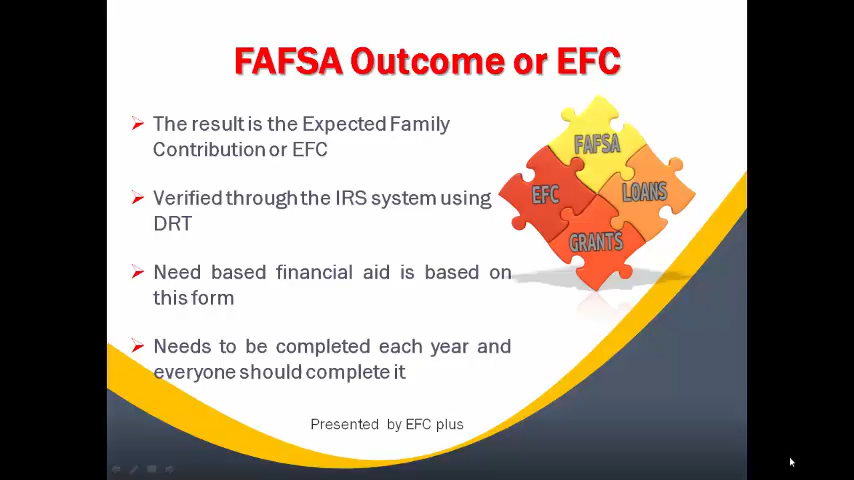 FAFSA Outcome or EFC
The result is the Expected Family
Contribution or EFC
Verified through the IRS system using
DRT
Need based financial aid is based on
this form
Needs to be completed each year and
everyone should complete it
FAFSA
EFC
LOANS
GRANTS
Presented by EFC plus